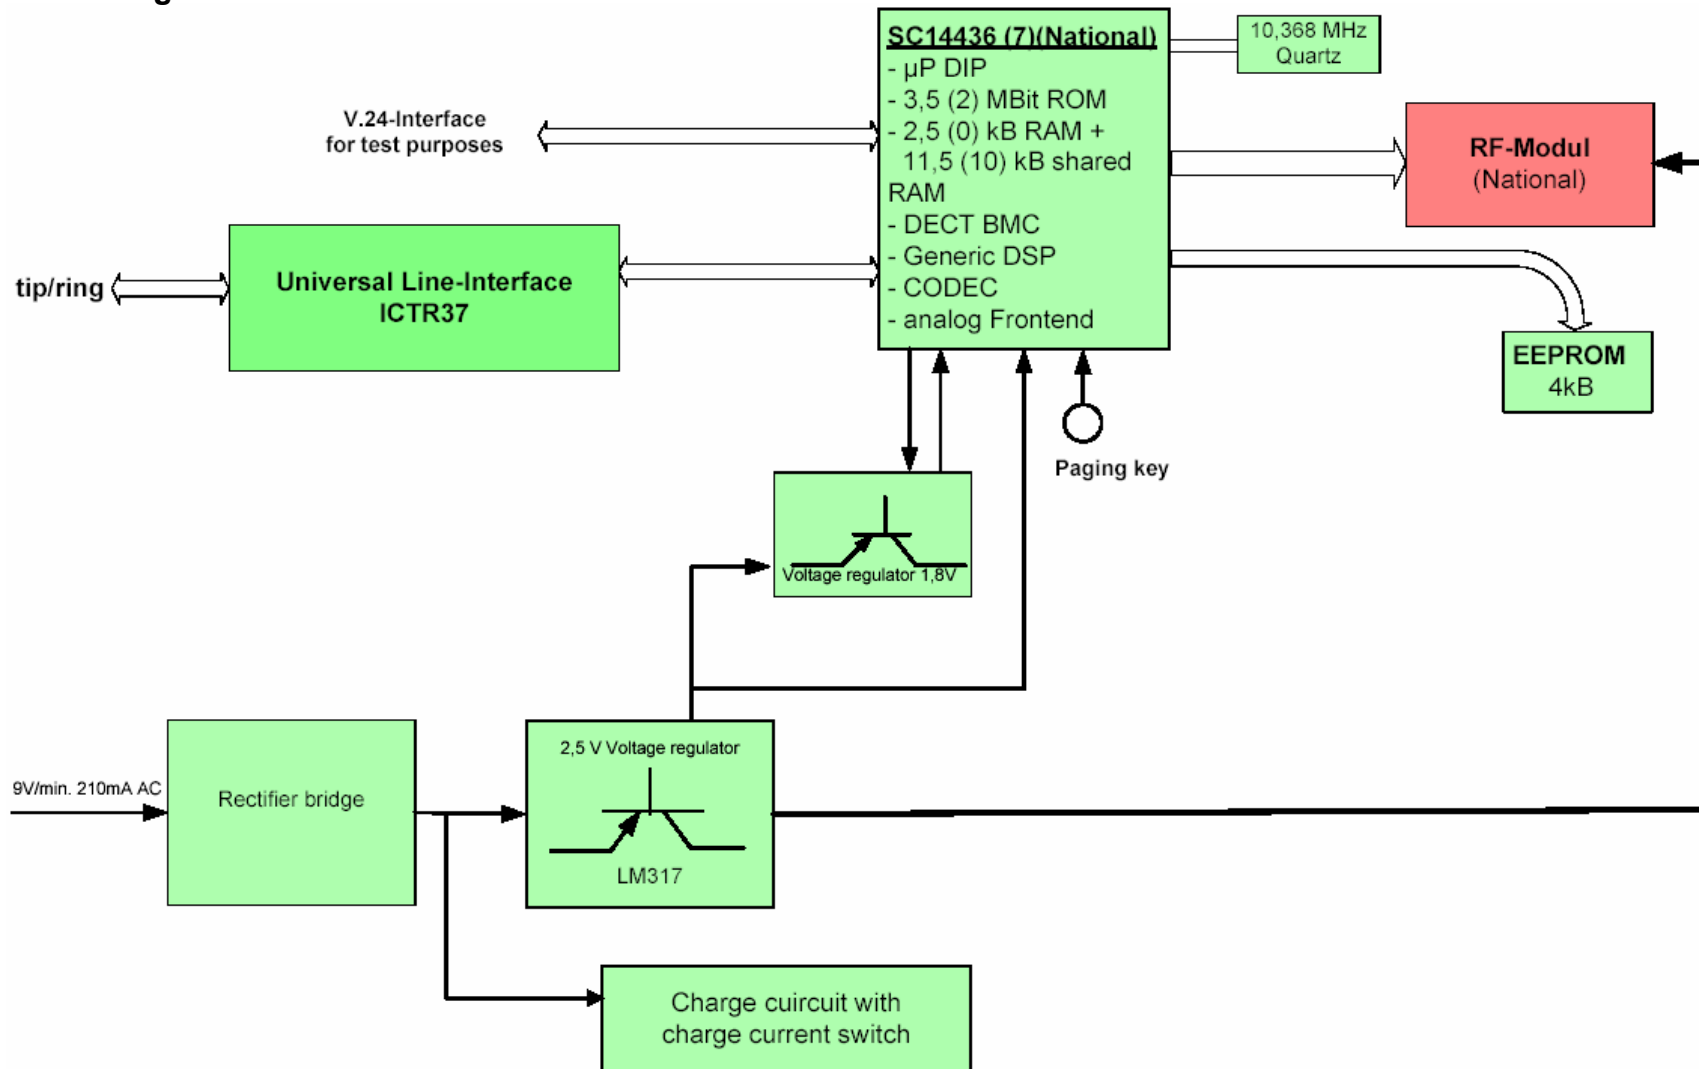 SC14436 (7)(National)
- µP DIP
- 3,5 (2) MBit ROM
- 2,5 (0) kB RAM +
11,5 (10) kB shared
RAM
- DECT BMC
- Generic DSP
- CODEC
- analog Frontend
10,368 MHz
Quartz
V.24-Interface
for test purposes
RF-Modul
(National)
tip/ring
Universal Line-Interface
ICTR37
EEPROM
4kB
Paging key
Voltage regulator 1,8V
9V/min. 210mA AC
Rectifier bridge
2,5 V Voltage regulator
LM317
Charge cuircuit with
charge current switch